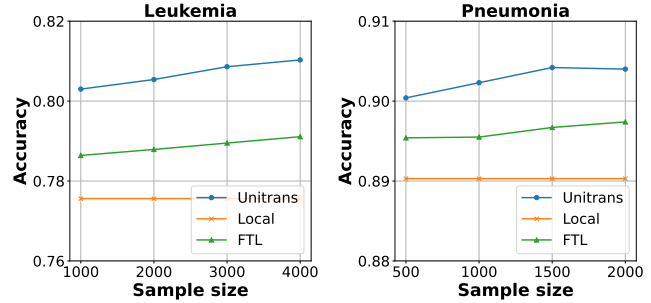 Leukemia
Accuracy
0.82
0.80
0.78
0.76
Unitrans
Local
FTL
1000 2000 3000 4000
Sample size
Pneumonia
Accuracy
0.91
0.90
0.89
0.88
Unitrans
Local
FTL
500 1000 1500 2000
Sample size